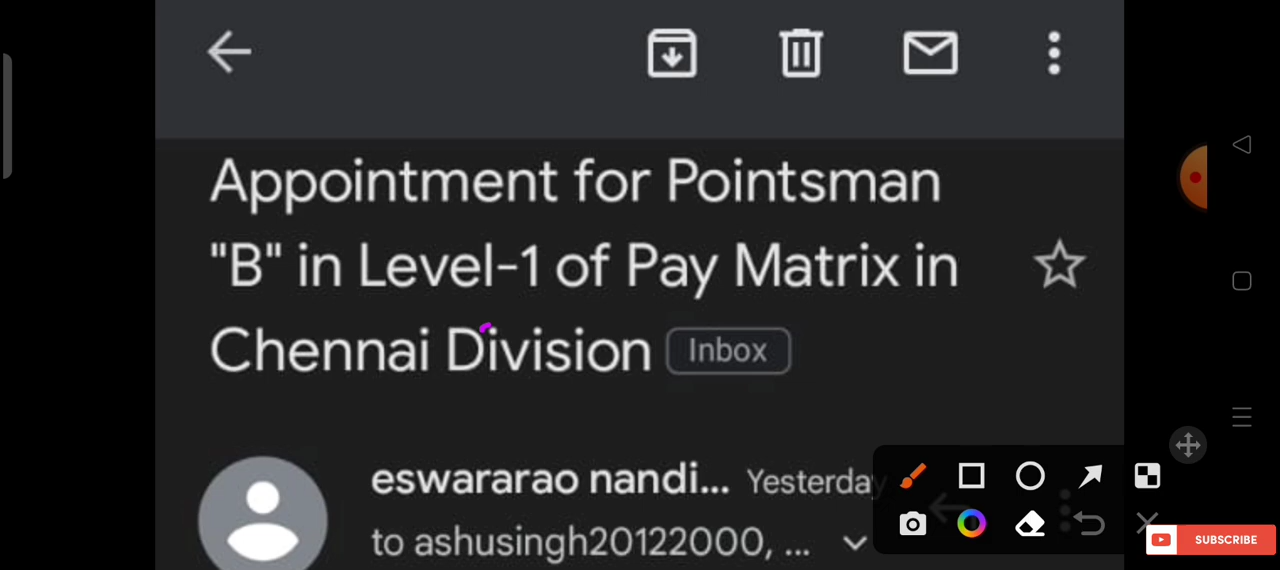 Appointment for Pointsman
"B" in Level-1 of Pay Matrix in
Chennai Division Inbox
eswararao nandi... Yesterday
to ashusingh20122000, ...
SUBSCRIBE